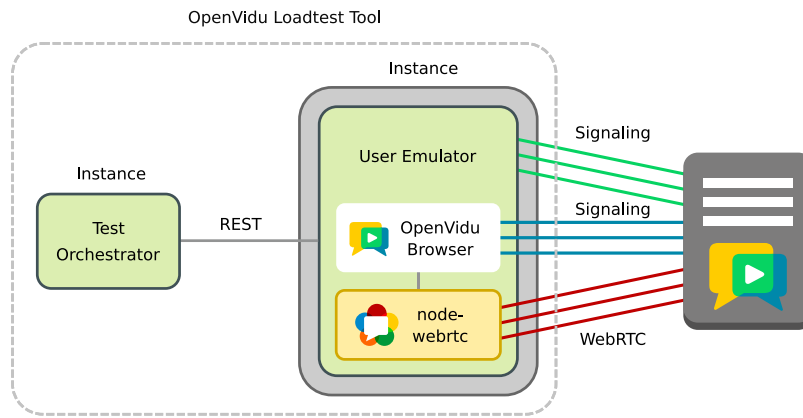 OpenVidu Loadtest Tool
Instance
User Emulator
Signaling
Instance
Test
Orchestrator
REST
OpenVidu
Browser
Signaling
node-
webrtc
WebRTC